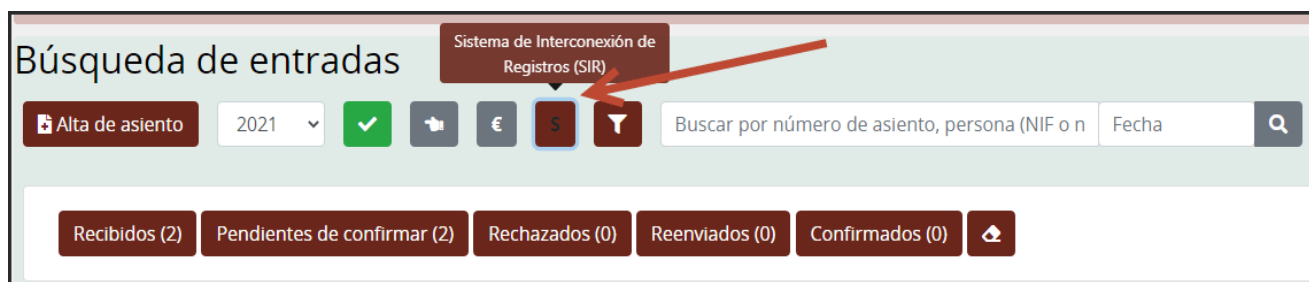 Sistema de Interconexión de
Registros (SIR)
Búsqueda de entradas
Alta de asiento 2021 € S Buscar por número de asiento, persona (NIF o n Fecha
Recibidos (2) Pendientes de confirmar (2) Rechazados (0) Reenviados (0) Confirmados (0)